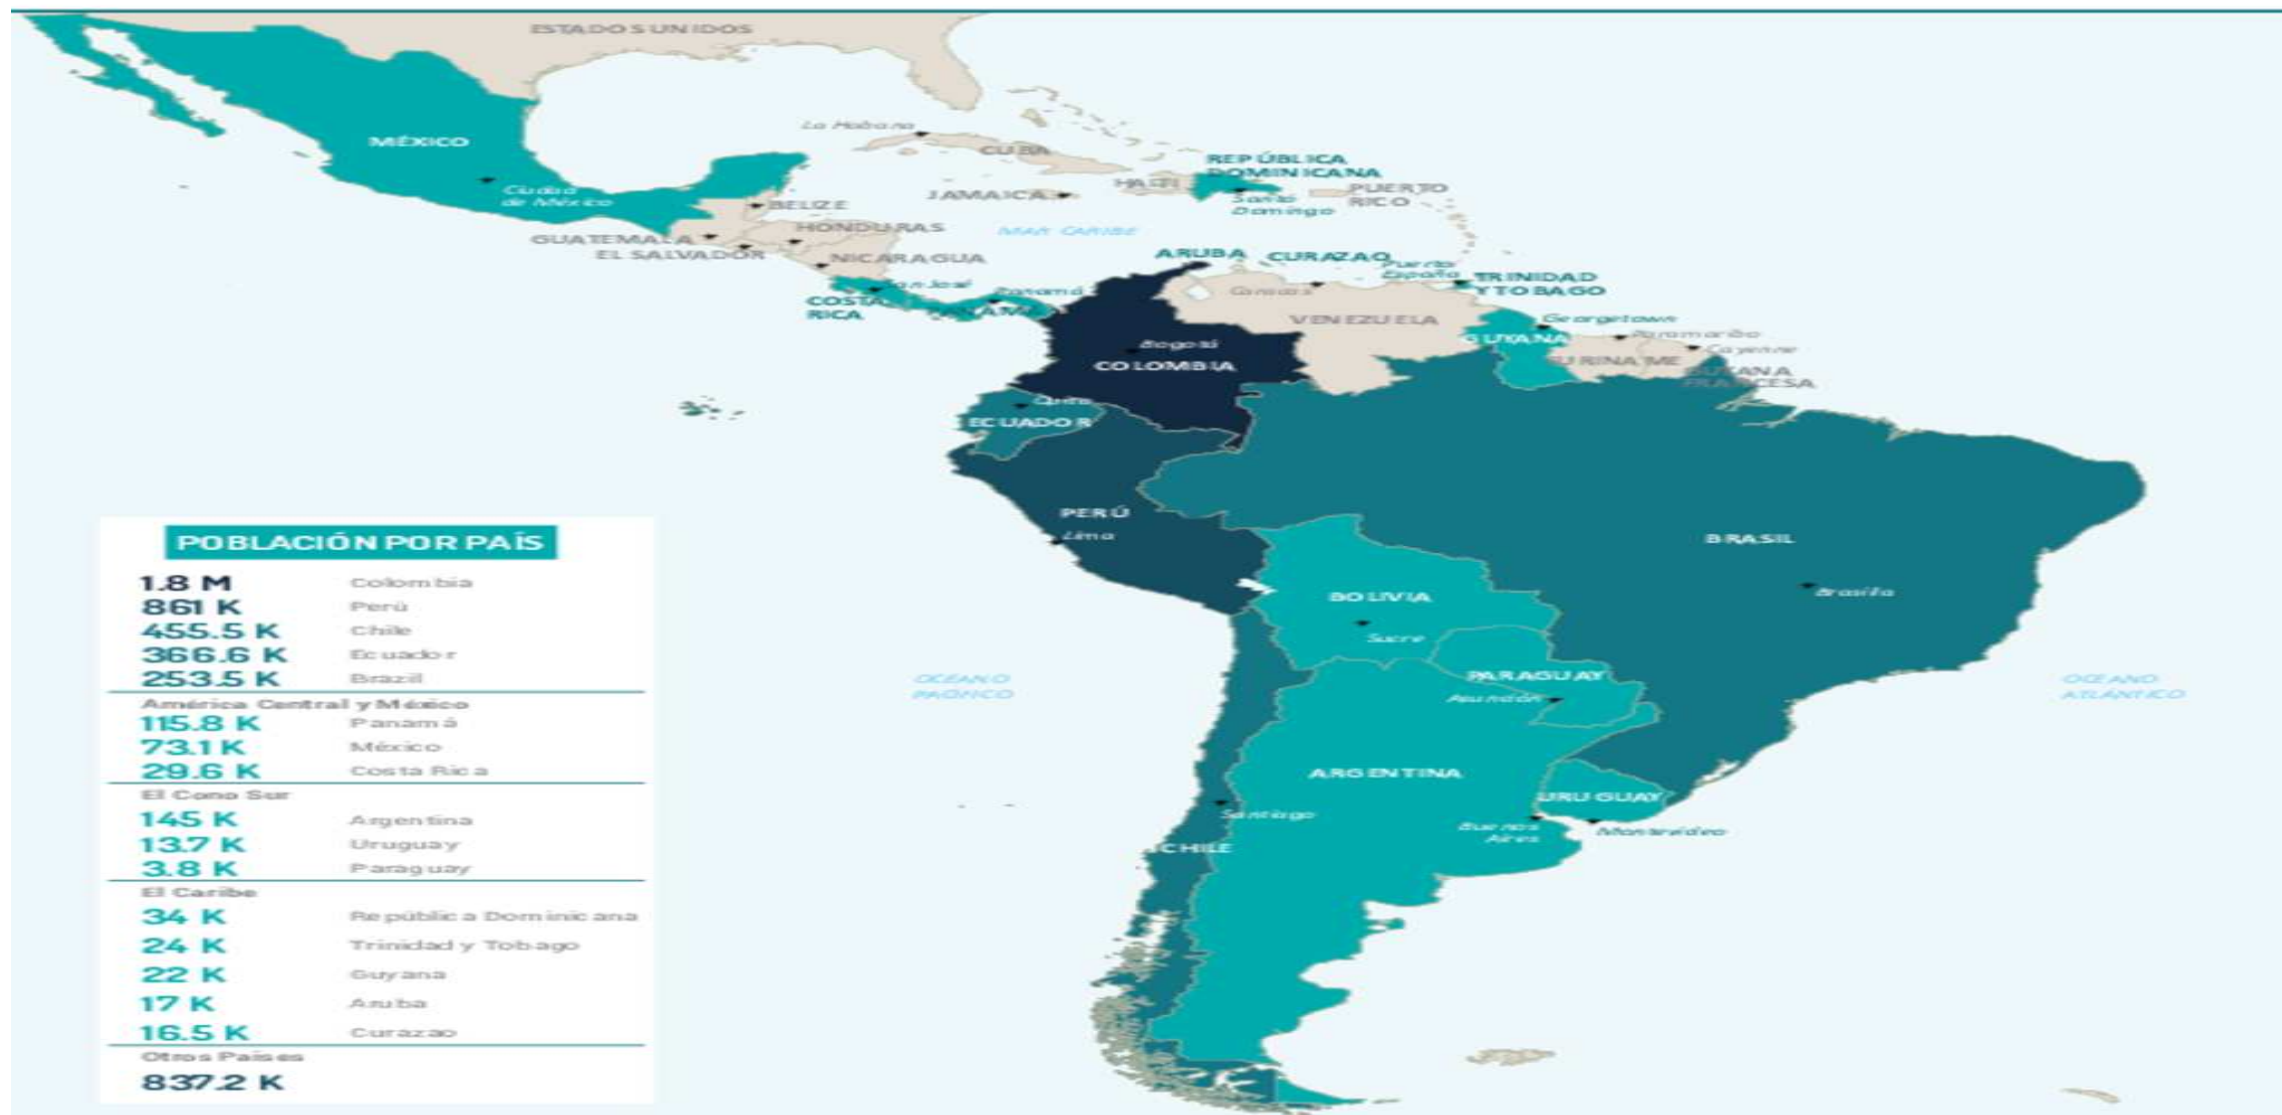 ESTADOS UNIDOS
MÉXICO
Ciudad
de México
La Habana
CUBA
JAMAICA
HAITÍ
REPÚBLICA
DOMINICANA
Santo
Domingo
PUERTO
RICO
BELIZE
GUATEMALA
HONDURAS
EL SALVADOR
NICARAGUA
MAR CARIBE
COSTA
RICA
San José
Panamá
PANAMÁ
ARUBA
CURAZAO
Puerto
España
TRINIDAD
Y TOBAGO
Caracas
VENEZUELA
Georgetown
GUYANA
Paramaribo
SURINAME
Cayenne
GUYANA
FRANCESA
Bogotá
COLOMBIA
Quito
ECUADOR
PERÚ
Lima
BRASIL
Brasilia
BOLIVIA
Sucre
PARAGUAY
Asunción
OCÉANO
PACÍFICO
OCÉANO
ATLÁNTICO
ARGENTINA
URUGUAY
Santiago
Buenos
Aires
Montevideo
CHILE
POBLACIÓN POR PAÍS
1.8 M Colombia
861 K Perú
455.5 K Chile
366.6 K Ecuador
253.5 K Brazil
América Central y México
115.8 K Panamá
73.1 K México
29.6 K Costa Rica
El Cono Sur
145 K Argentina
13.7 K Uruguay
3.8 K Paraguay
El Caribe
34 K República Dominicana
24 K Trinidad y Tobago
22 K Guyana
17 K Aruba
16.5 K Curazao
Otros Países
837.2 K